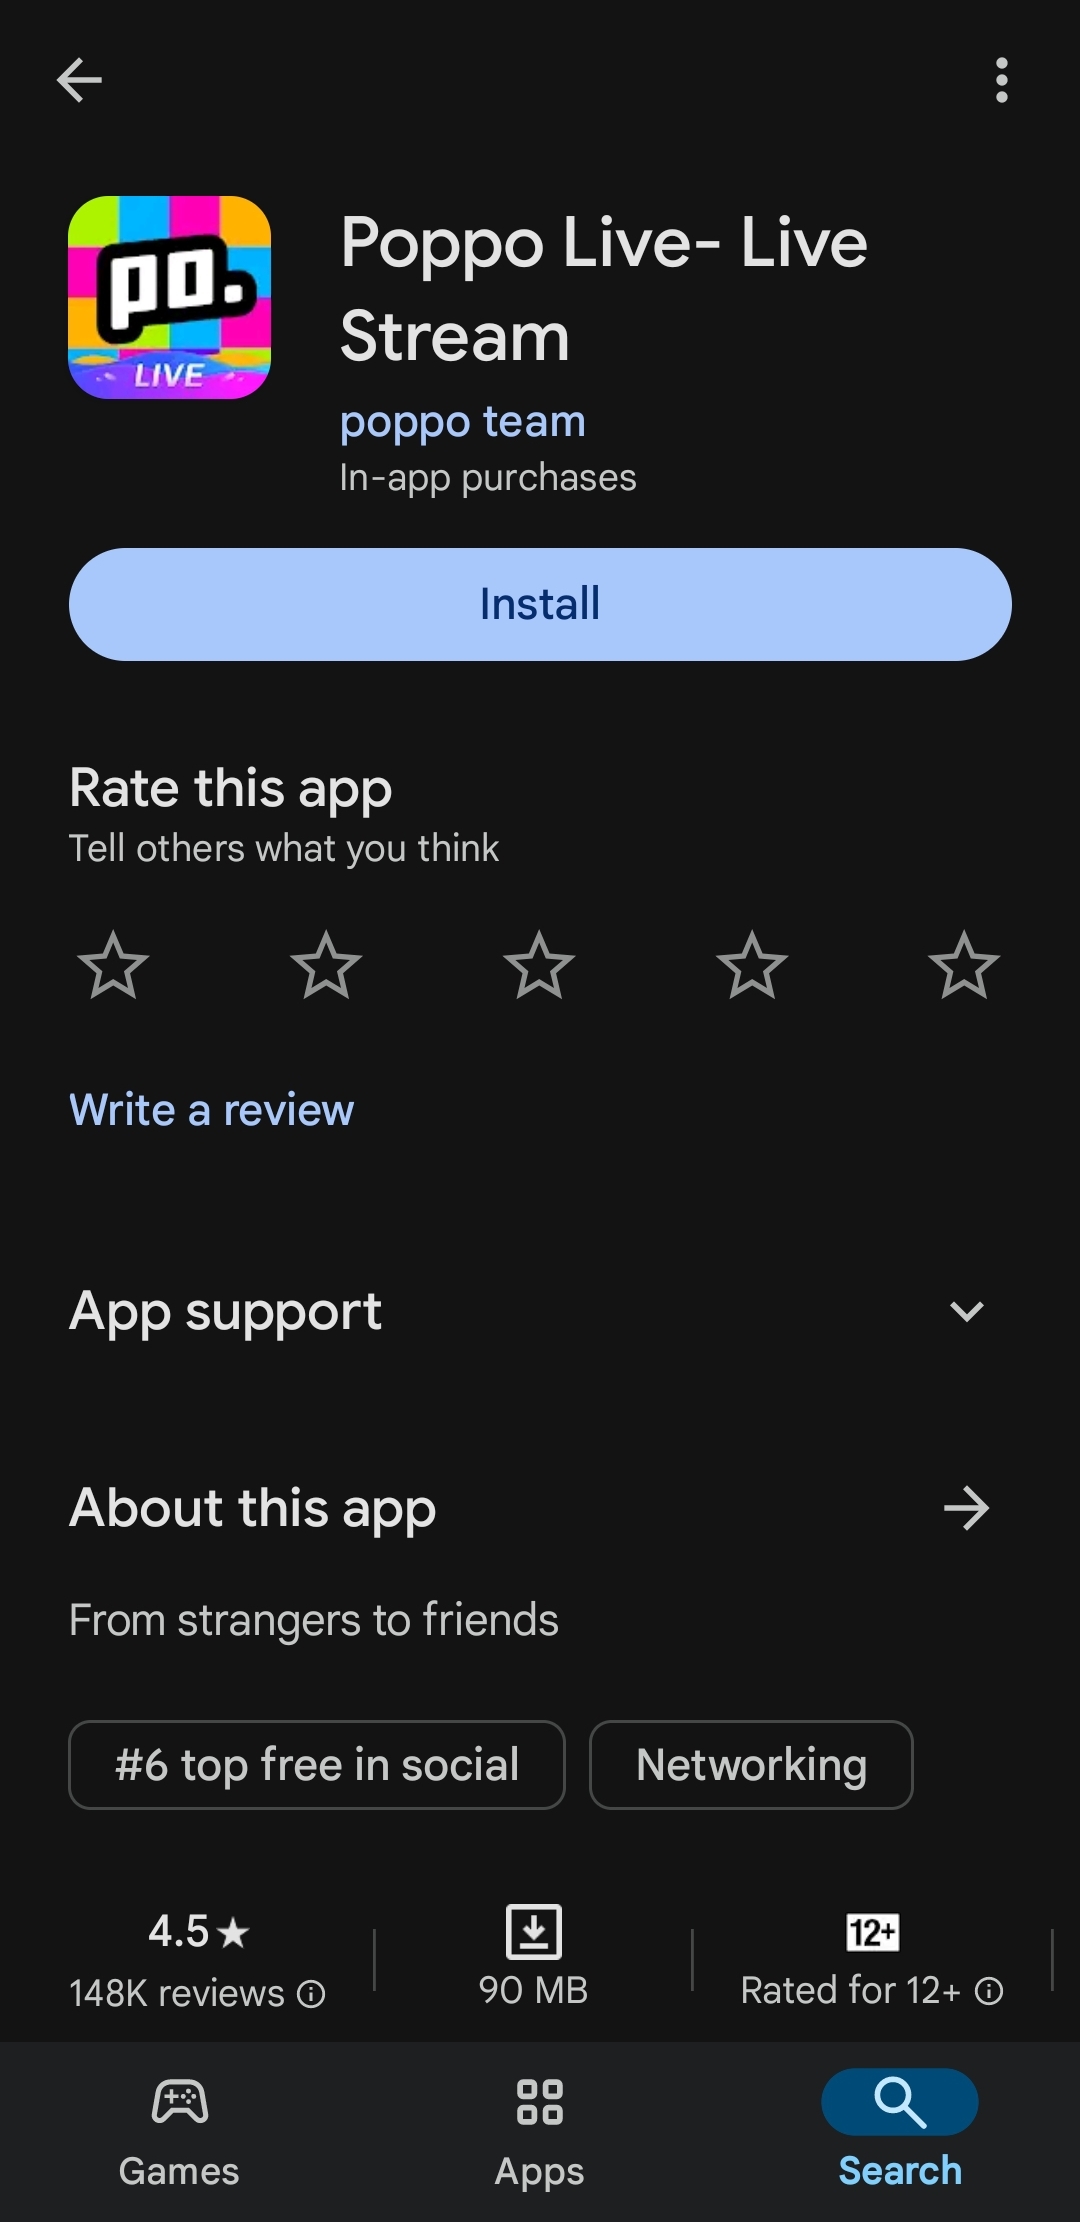 po.
LIVE
Poppo Live- Live
Stream
poppo team
In-app purchases
Install
Rate this app
Tell others what you think
Write a review
App support
About this app
From strangers to friends
#6 top free in social
Networking
4.5★
148K reviews
90 MB
12+
Rated for 12+
Games
Apps
Search